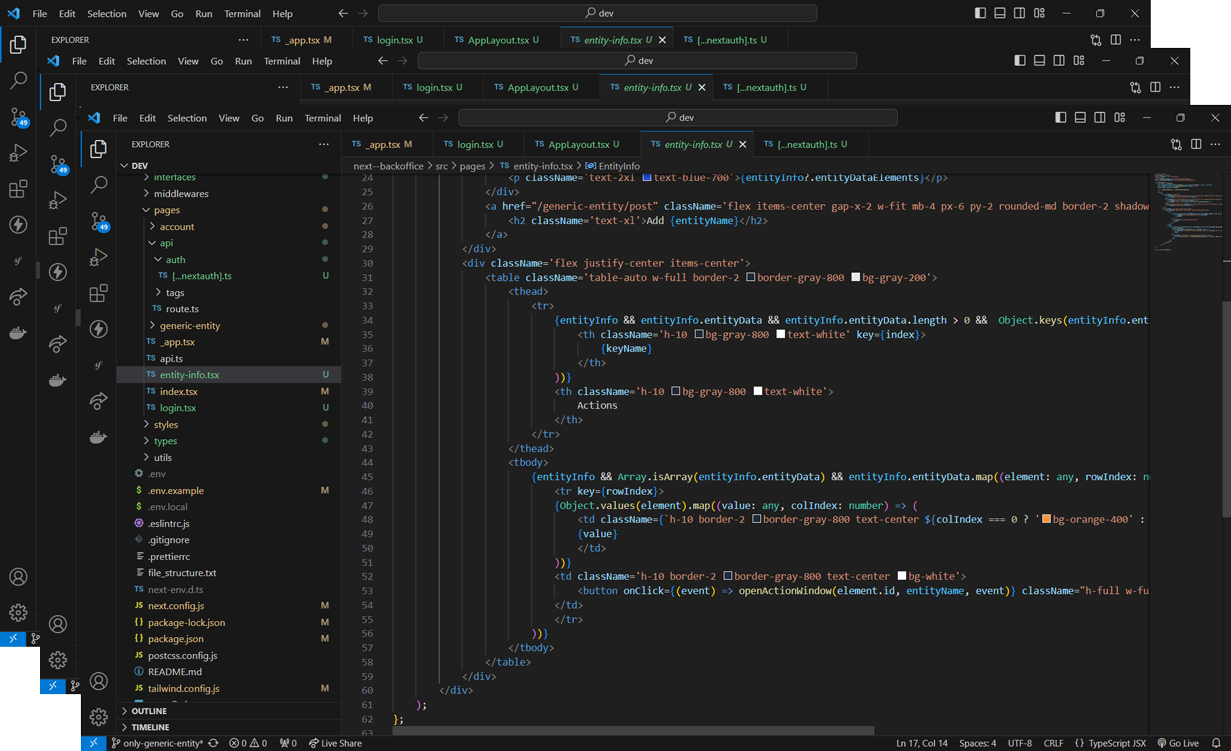 File Edit Selection View Go Run Terminal Help dev
EXPLORER ··· TS _app.tsx M TS login.tsx U TS AppLayout.tsx U TS entity-info.tsx U TS [...nextauth].ts U
File Edit Selection View Go Run Terminal Help dev
EXPLORER ··· TS _app.tsx M TS login.tsx U TS AppLayout.tsx U TS entity-info.tsx U TS [...nextauth].ts U
49
49
File Edit Selection View Go Run Terminal Help dev
EXPLORER ··· TS _app.tsx M TS login.tsx U TS AppLayout.tsx U TS entity-info.tsx U TS [...nextauth].ts U
49
DEV
interfaces
middlewares
pages
account
api
auth
TS [...nextauth].ts U
tags
TS route.ts
generic-entity
TS _app.tsx M
TS api.ts
TS entity-info.tsx U
TS index.tsx M
TS login.tsx U
styles
types
utils
.env
$ .env.example M
$ .env.local
.eslintrc.js
.gitignore
.prettierrc
file_structure.txt
TS next-env.d.ts
JS next.config.js M
{} package-lock.json M
{} package.json M
JS postcss.config.js
README.md
JS tailwind.config.js M
OUTLINE
TIMELINE
next--backoffice > src > pages > TS entity-info.tsx > EntityInfo
24 <p className='text-2xl text-blue-700'>{entityInfo?.entityDataElements}</p>
25 </div>
26 <a href="/generic-entity/post" className='flex items-center gap-x-2 w-fit mb-4 px-6 py-2 rounded-md border-2 shadow
27 <h2 className='text-xl'>Add {entityName}</h2>
28 </a>
29 </div>
30 <div className='flex justify-center items-center'>
31 <table className='table-auto w-full border-2 border-gray-800 bg-gray-200'>
32 <thead>
33 <tr>
34 {entityInfo && entityInfo.entityData && entityInfo.entityData.length > 0 && Object.keys(entityInfo.ent
35 <th className='h-10 bg-gray-800 text-white' key={index}>
36 {keyName}
37 </th>
38 ))}
39 <th className='h-10 bg-gray-800 text-white'>
40 Actions
41 </th>
42 </tr>
43 </thead>
44 <tbody>
45 {entityInfo && Array.isArray(entityInfo.entityData) && entityInfo.entityData.map((element: any, rowIndex: n
46 <tr key={rowIndex}>
47 {Object.values(element).map((value: any, colIndex: number) => (
48 <td className={`h-10 border-2 border-gray-800 text-center ${colIndex === 0 ? 'bg-orange-400' :
49 {value}
50 </td>
51 ))}
52 <td className='h-10 border-2 border-gray-800 text-center bg-white'>
53 <button onClick={(event) => openActionWindow(element.id, entityName, event)} className="h-full w-fu
54 </td>
55 </tr>
56 ))}
57 </tbody>
58 </table>
59 </div>
60 </div>
61 );
62 };
63
only-generic-entity* 0 0 0 Live Share Ln 17, Col 14 Spaces: 4 UTF-8 CRLF {} TypeScript JSX Go Live